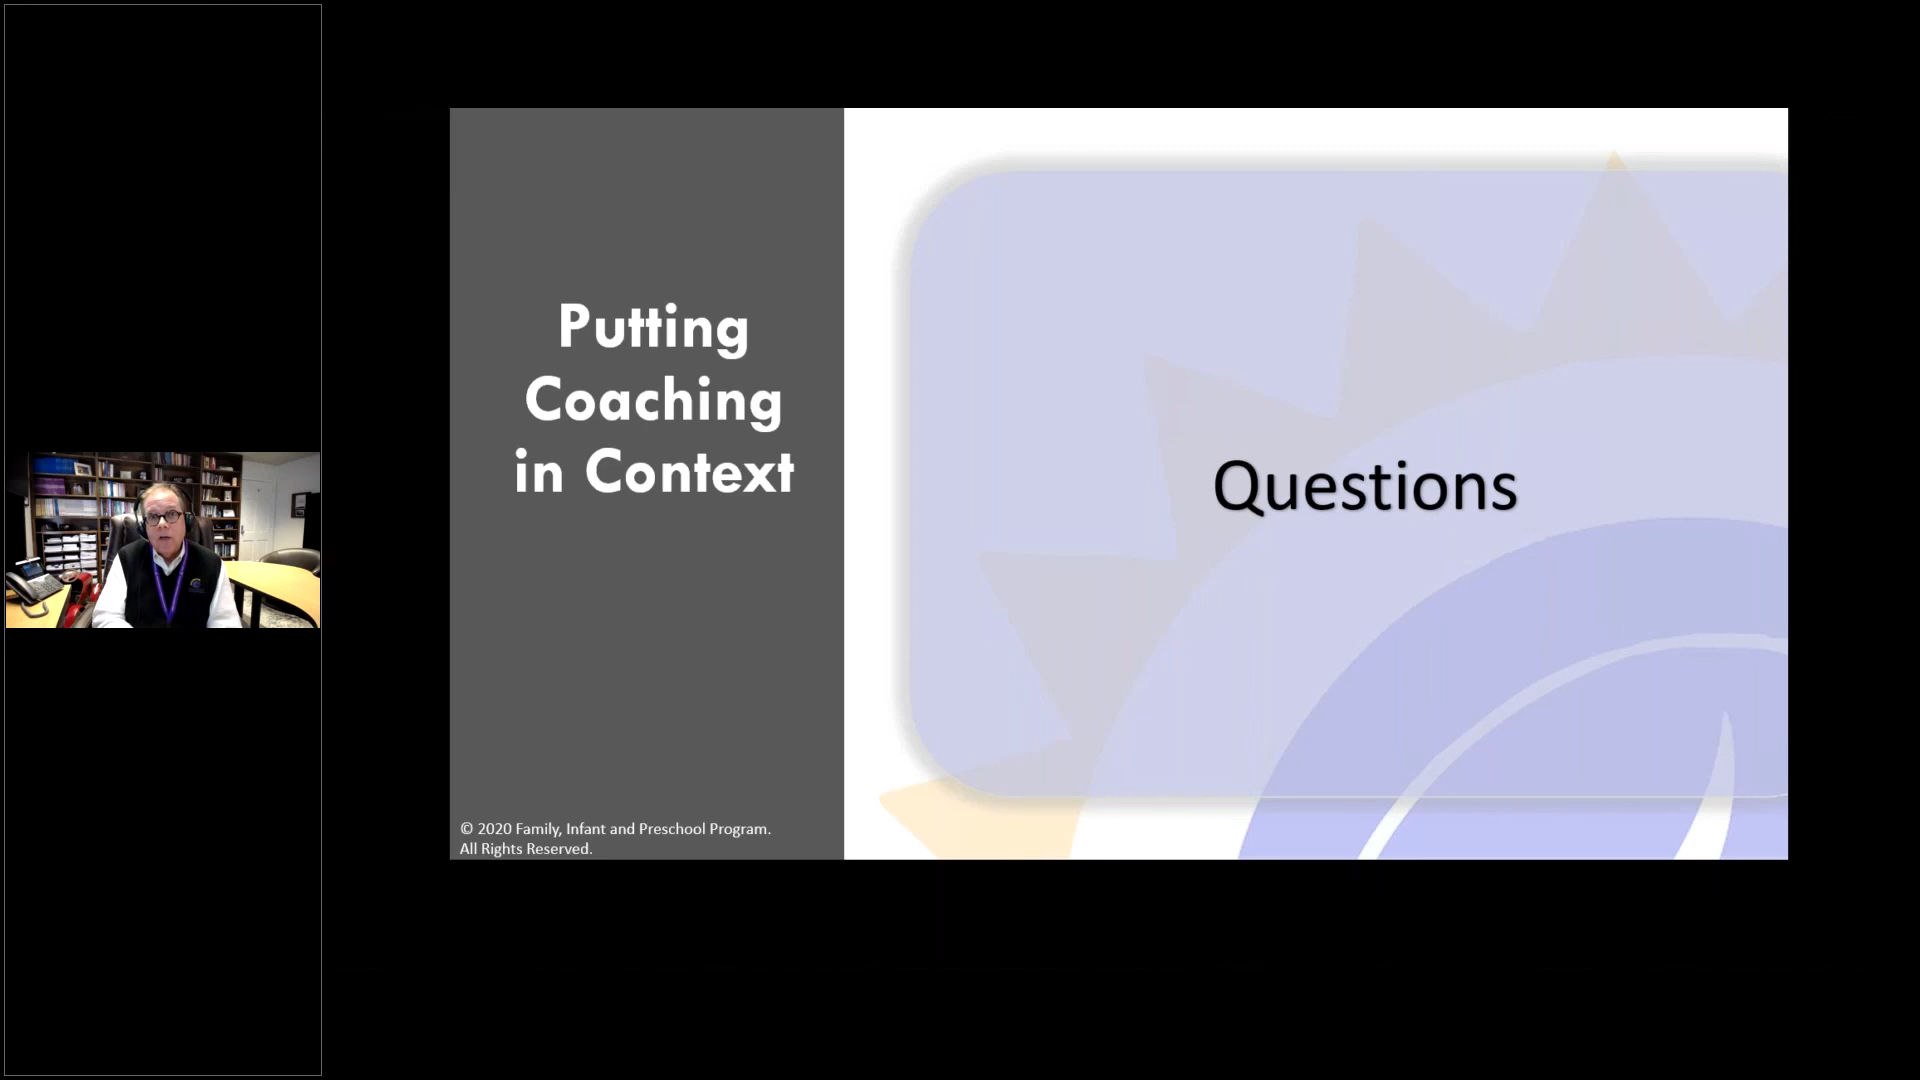 Putting
Coaching
in Context
Questions
© 2020 Family, Infant and Preschool Program.
All Rights Reserved.